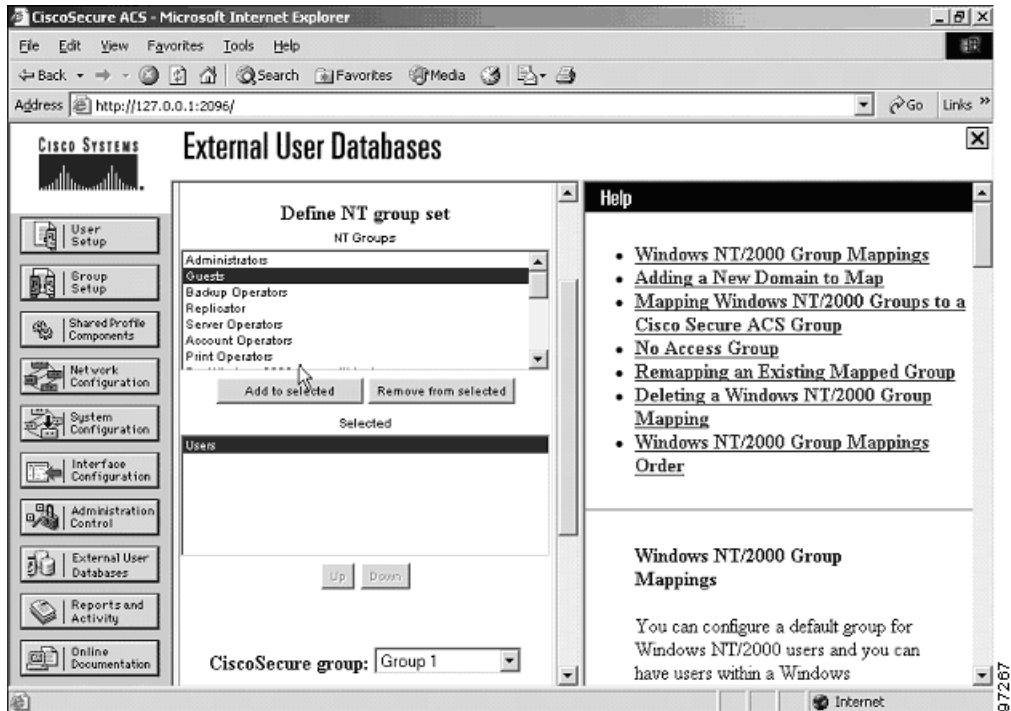 CiscoSecure ACS - Microsoft Internet Explorer
File Edit View Favorites Tools Help
Back Search Favorites Media
Address http://127.0.0.1:2096/ Go Links »
CISCO SYSTEMS
External User Databases
User
Setup
Group
Setup
Shared Profile
Components
Network
Configuration
System
Configuration
Interface
Configuration
Administration
Control
External User
Databases
Reports and
Activity
Online
Documentation
Define NT group set
NT Groups
Administrators
Guests
Backup Operators
Replicator
Server Operators
Account Operators
Print Operators
Add to selected Remove from selected
Selected
Users
Up Down
CiscoSecure group: Group 1
Help
• Windows NT/2000 Group Mappings
• Adding a New Domain to Map
• Mapping Windows NT/2000 Groups to a
Cisco Secure ACS Group
• No Access Group
• Remapping an Existing Mapped Group
• Deleting a Windows NT/2000 Group
Mapping
• Windows NT/2000 Group Mappings
Order
Windows NT/2000 Group
Mappings
You can configure a default group for
Windows NT/2000 users and you can
have users within a Windows
Internet
97267